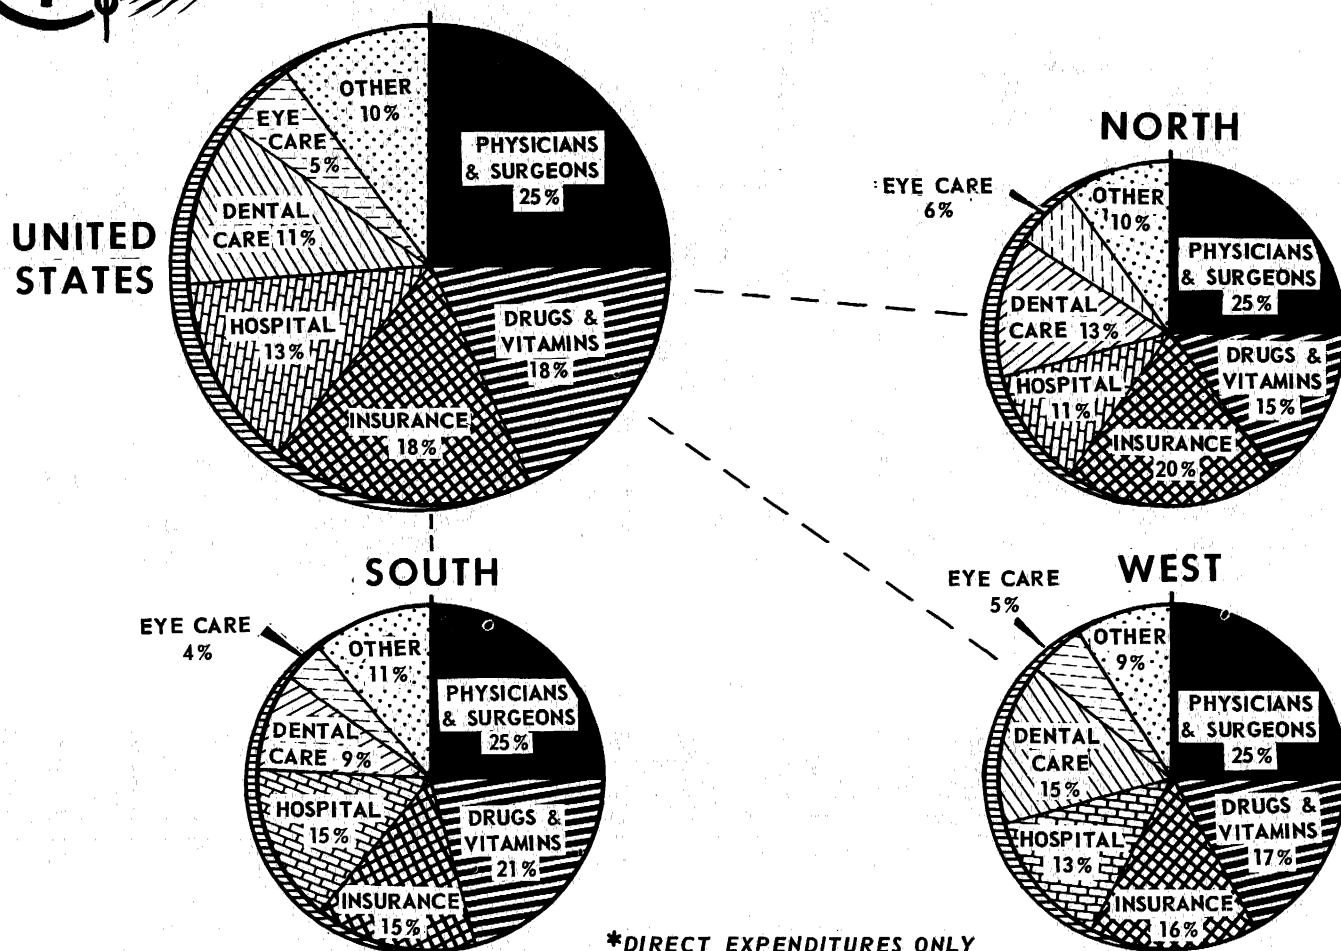 UNITED
STATES
OTHER
10%
EYE
CARE
5%
DENTAL
CARE 11%
HOSPITAL
13%
INSURANCE
18%
DRUGS &
VITAMINS
18%
PHYSICIANS
& SURGEONS
25%
NORTH
EYE CARE
6%
OTHER
10%
PHYSICIANS
& SURGEONS
25%
DENTAL
CARE 13%
HOSPITAL
11%
INSURANCE
20%
DRUGS &
VITAMINS
15%
SOUTH
EYE CARE
4%
OTHER
11%
PHYSICIANS
& SURGEONS
25%
DENTAL
CARE 9%
HOSPITAL
15%
INSURANCE
15%
DRUGS &
VITAMINS
21%
WEST
EYE CARE
5%
OTHER
9%
PHYSICIANS
& SURGEONS
25%
DENTAL
CARE
15%
HOSPITAL
13%
INSURANCE
16%
DRUGS &
VITAMINS
17%
*DIRECT EXPENDITURES ONLY